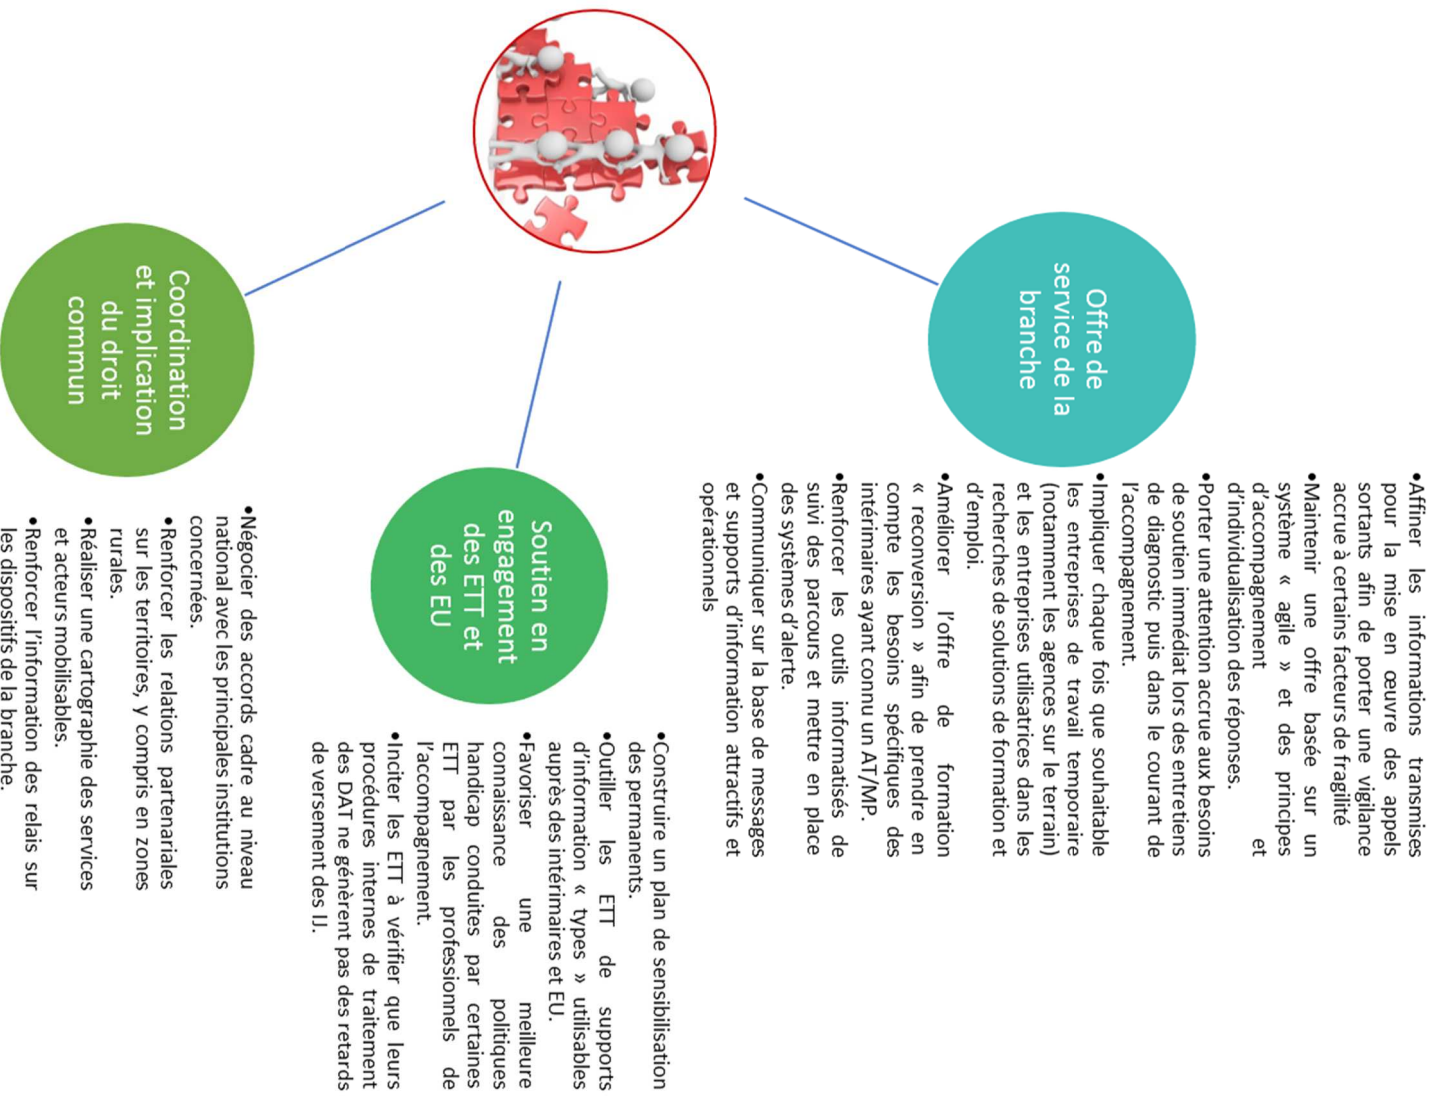 Offre de
service de la
branche
•Affiner les informations transmises
pour la mise en œuvre des appels
sortants afin de porter une vigilance
accrue à certains facteurs de fragilité
•Maintenir une offre basée sur un
système « agile » et des principes
d'accompagnement et
d'individualisation des réponses.
•Porter une attention accrue aux besoins
de soutien immédiat lors des entretiens
de diagnostic puis dans le courant de
l'accompagnement.
•Impliquer chaque fois que souhaitable
les entreprises de travail temporaire
(notamment les agences sur le terrain)
et les entreprises utilisatrices dans les
recherches de solutions de formation et
d'emploi.
•Améliorer l'offre de formation
« reconversion » afin de prendre en
compte les besoins spécifiques des
intérimaires ayant connu un AT/MP.
•Renforcer les outils informatisés de
suivi des parcours et mettre en place
des systèmes d'alerte.
•Communiquer sur la base de messages
et supports d'information attractifs et
opérationnels
Soutien en
engagement
des ETT et
des EU
•Construire un plan de sensibilisation
des permanents.
•Outiller les ETT de supports
d'information « types » utilisables
auprès des intérimaires et EU.
•Favoriser une meilleure
connaissance des politiques
handicap conduites par certaines
ETT par les professionnels de
l'accompagnement.
•Inciter les ETT à vérifier que leurs
procédures internes de traitement
des DAT ne génèrent pas des retards
de versement des IJ.
Coordination
et implication
du droit
commun
•Négocier des accords cadre au niveau
national avec les principales institutions
concernées.
•Renforcer les relations partenariales
sur les territoires, y compris en zones
rurales.
•Réaliser une cartographie des services
et acteurs mobilisables.
•Renforcer l'information des relais sur
les dispositifs de la branche.